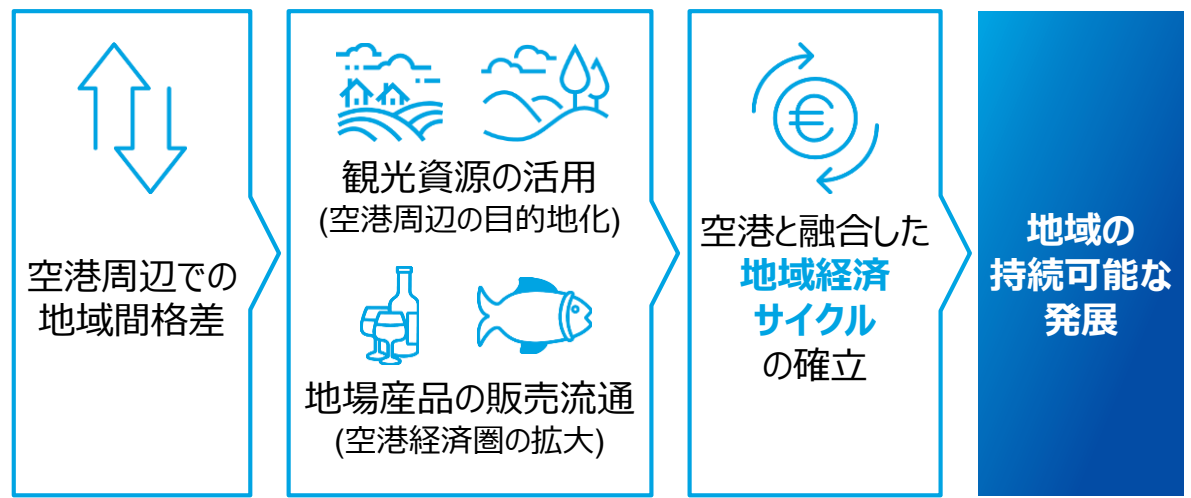 空港周辺での
地域間格差
観光資源の活用
(空港周辺の目的地化)
地場産品の販売流通
(空港経済圏の拡大)
空港と融合した
地域経済
サイクル
の確立
地域の
持続可能な
発展